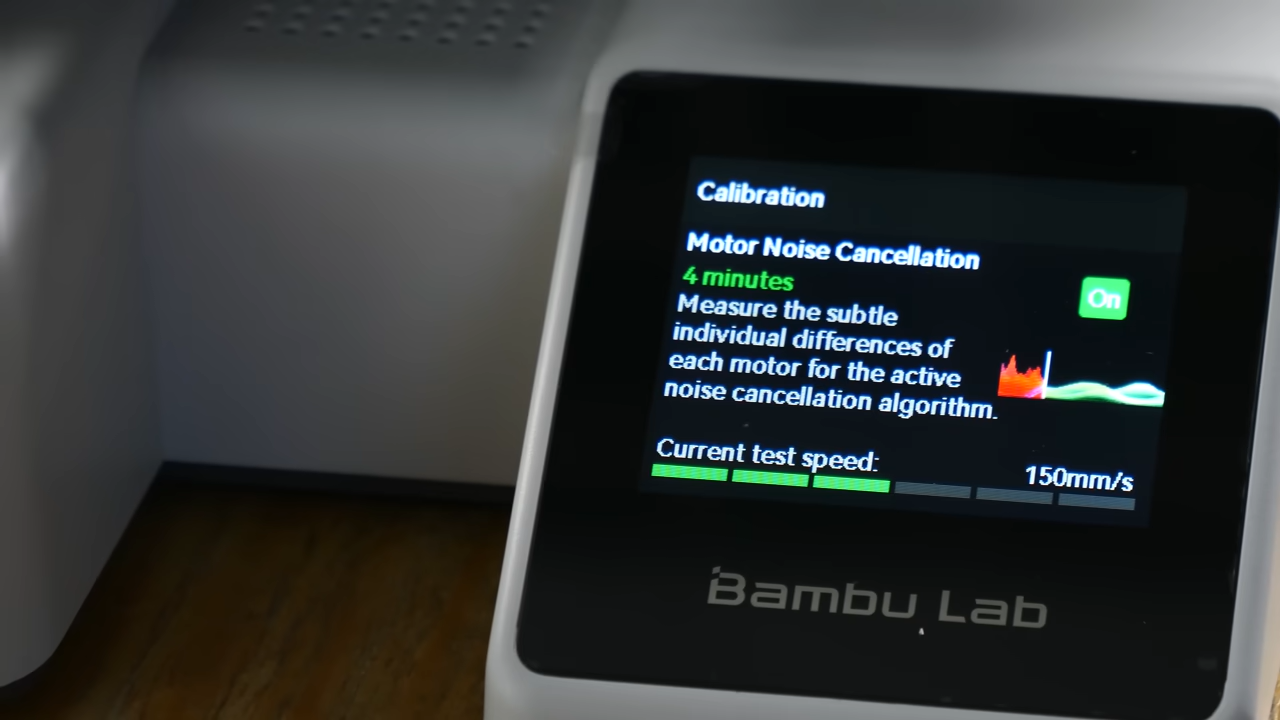 Calibration
Motor Noise Cancellation
4 minutes
On
Measure the subtle
individual differences of
each motor for the active
noise cancellation algorithm.
Current test speed:
150mm/s
Bambu Lab